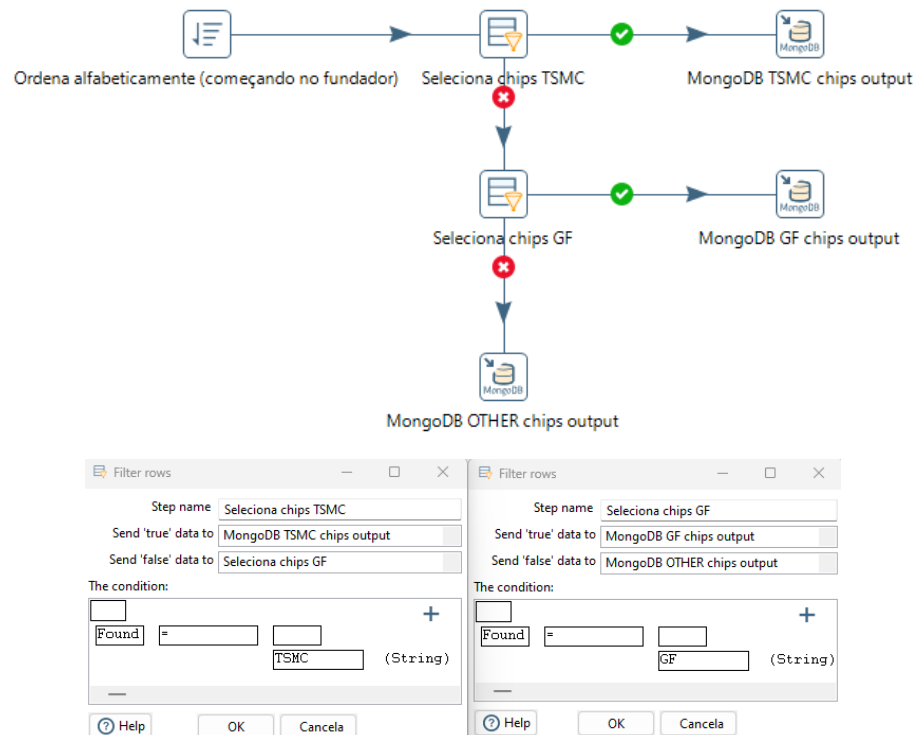 MongoDB
Ordena alfabeticamente (começando no fundador)
Seleciona chips TSMC
MongoDB TSMC chips output
MongoDB
Seleciona chips GF
MongoDB GF chips output
MongoDB
MongoDB OTHER chips output
Filter rows
Step name
Seleciona chips TSMC
Send 'true' data to
MongoDB TSMC chips output
Send 'false' data to
Seleciona chips GF
The condition:
Found
=
TSMC
(String)
Help
OK
Cancela
Filter rows
Step name
Seleciona chips GF
Send 'true' data to
MongoDB GF chips output
Send 'false' data to
MongoDB OTHER chips output
The condition:
Found
=
GF
(String)
Help
OK
Cancela